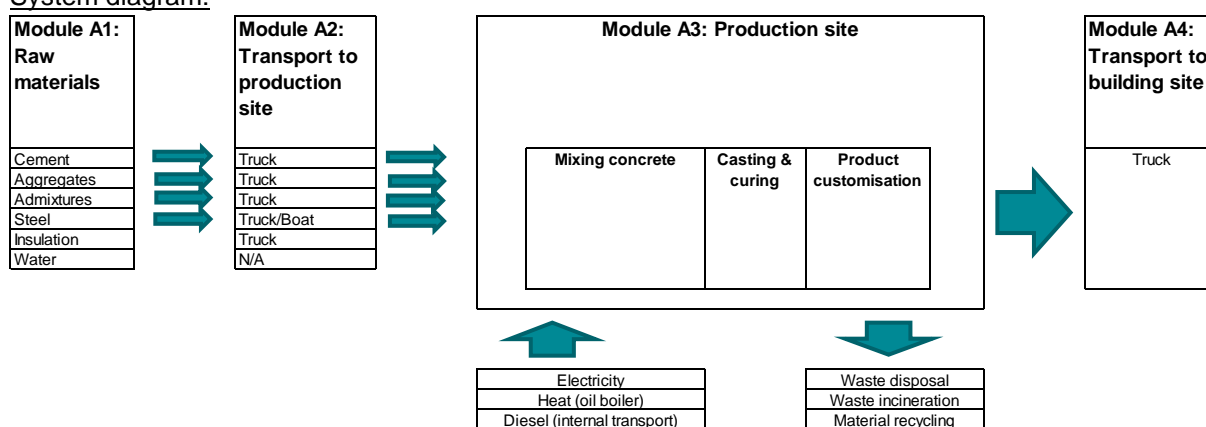 System diagram:
Module A1:
Raw
materials
Cement
Aggregates
Admixtures
Steel
Insulation
Water
Module A2:
Transport to
production
site
Truck
Truck
Truck
Truck/Boat
Truck
N/A
Module A3: Production site
Mixing concrete
Casting &
curing
Product
customisation
Electricity
Heat (oil boiler)
Diesel (internal transport)
Waste disposal
Waste incineration
Material recycling
Module A4:
Transport to
building site
Truck